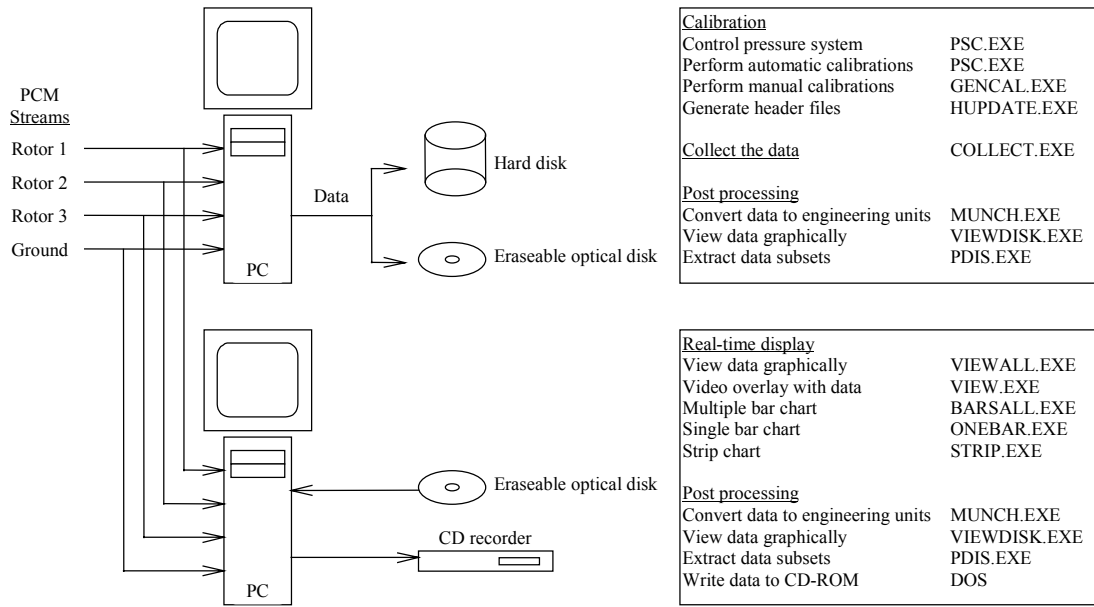 PCM
Streams
Rotor 1
Rotor 2
Rotor 3
Ground
PC
Data
Hard disk
Eraseable optical disk
Calibration
Control pressure system PSC.EXE
Perform automatic calibrations PSC.EXE
Perform manual calibrations GENCAL.EXE
Generate header files HUPDATE.EXE
Collect the data COLLECT.EXE
Post processing
Convert data to engineering units MUNCH.EXE
View data graphically VIEWDISK.EXE
Extract data subsets PDIS.EXE
PC
Eraseable optical disk
CD recorder
Real-time display
View data graphically VIEWALL.EXE
Video overlay with data VIEW.EXE
Multiple bar chart BARSALL.EXE
Single bar chart ONEBAR.EXE
Strip chart STRIP.EXE
Post processing
Convert data to engineering units MUNCH.EXE
View data graphically VIEWDISK.EXE
Extract data subsets PDIS.EXE
Write data to CD-ROM DOS